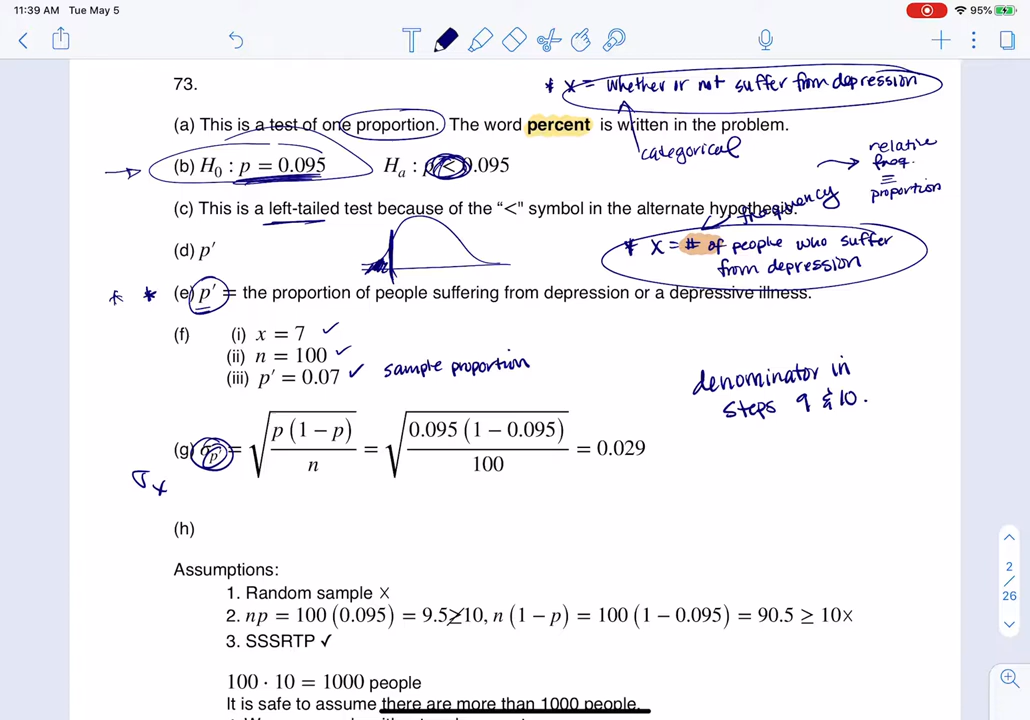 11:39 AM Tue May 5
95%
73.
* X = whether or not suffer from depression
(a) This is a test of one proportion. The word percent is written in the problem.
categorical
relative
freq.
=
proportion
(b) H₀ : p = 0.095 Hₐ : p < 0.095
frequency
(c) This is a left-tailed test because of the "<" symbol in the alternate hypothesis.
(d) p′
* X = # of people who suffer
from depression
* * (e) p′ = the proportion of people suffering from depression or a depressive illness.
(f) (i) x = 7 ✓
(ii) n = 100 ✓
(iii) p′ = 0.07 ✓ sample proportion
denominator in
steps 9 & 10.
(g) σp′ = √(p (1 − p) / n) = √(0.095 (1 − 0.095) / 100) = 0.029
σx
(h)
Assumptions:
1. Random sample X
2. np = 100 (0.095) = 9.5 ≱ 10, n (1 − p) = 100 (1 − 0.095) = 90.5 ≥ 10X
3. SSSRTP ✓
100 · 10 = 1000 people
It is safe to assume there are more than 1000 people.
2
/
26